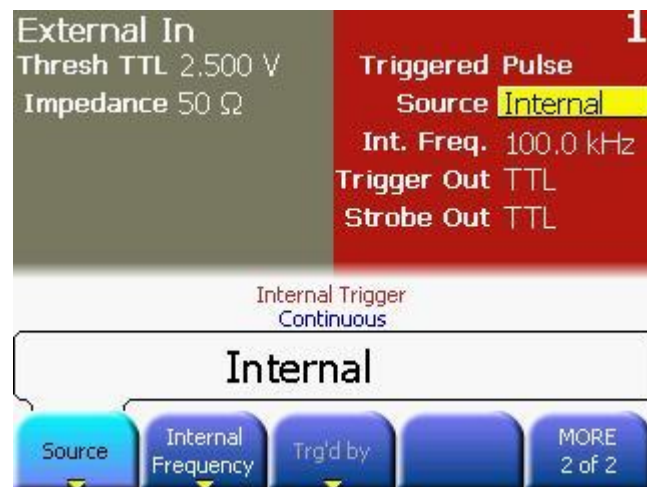 External In
Thresh TTL 2.500 V
Impedance 50 Ω
1
Triggered Pulse
Source Internal
Int. Freq. 100.0 kHz
Trigger Out TTL
Strobe Out TTL
Internal Trigger
Continuous
Internal
Source
Internal
Frequency
Trg'd by
MORE
2 of 2